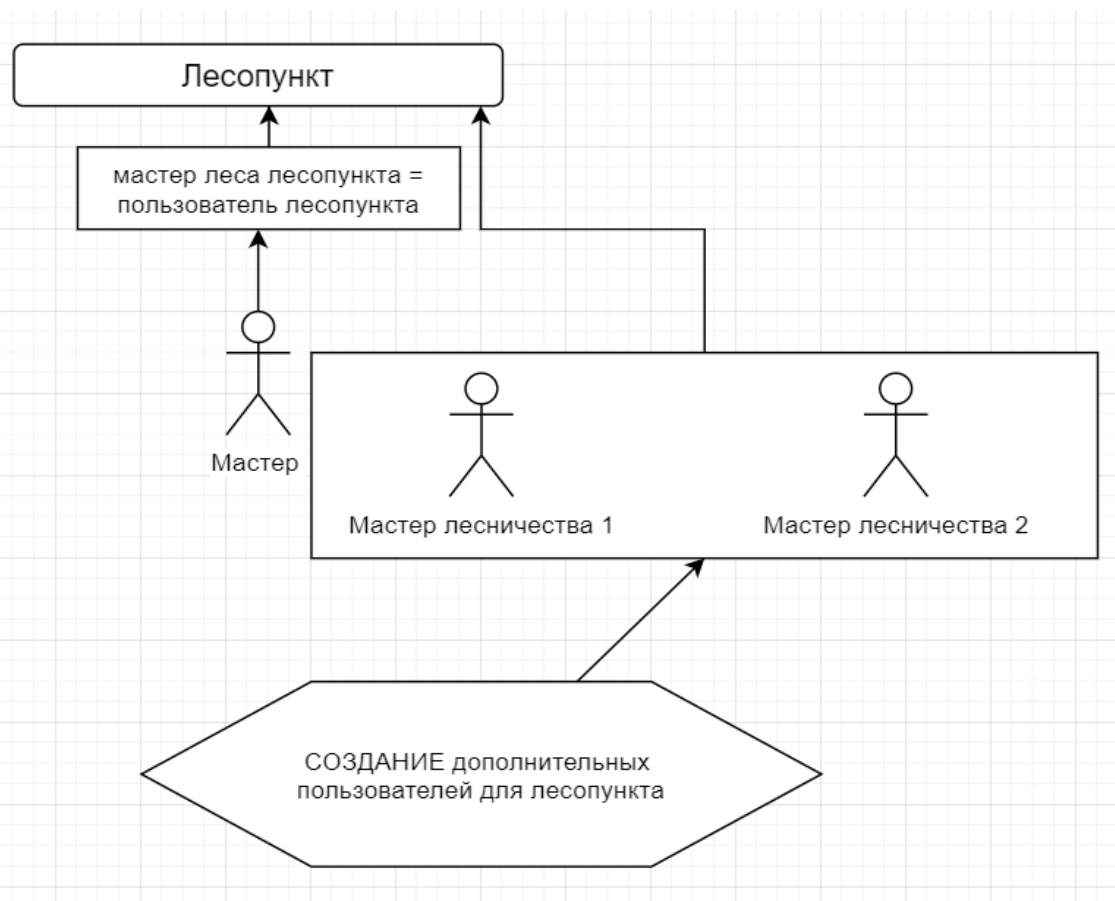 Лесопункт
мастер леса лесопункта =
пользователь лесопункта
Мастер
Мастер лесничества 1
Мастер лесничества 2
СОЗДАНИЕ дополнительных
пользователей для лесопункта